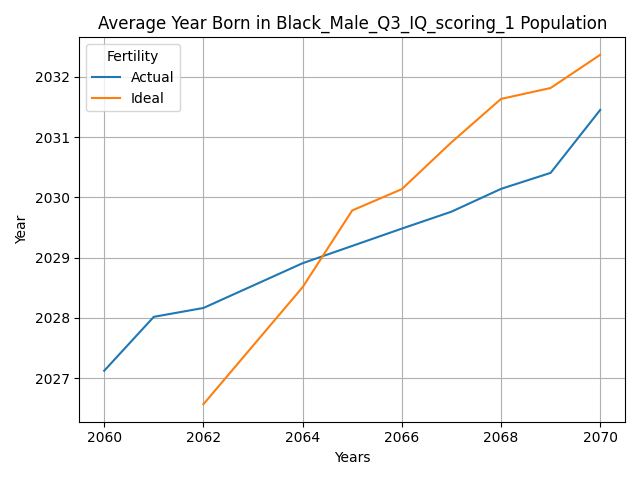 Average Year Born in Black_Male_Q3_IQ_scoring_1 Population
Fertility
Actual
Ideal
2032
2031
2030
2029
2028
2027
Year
2060 2062 2064 2066 2068 2070
Years